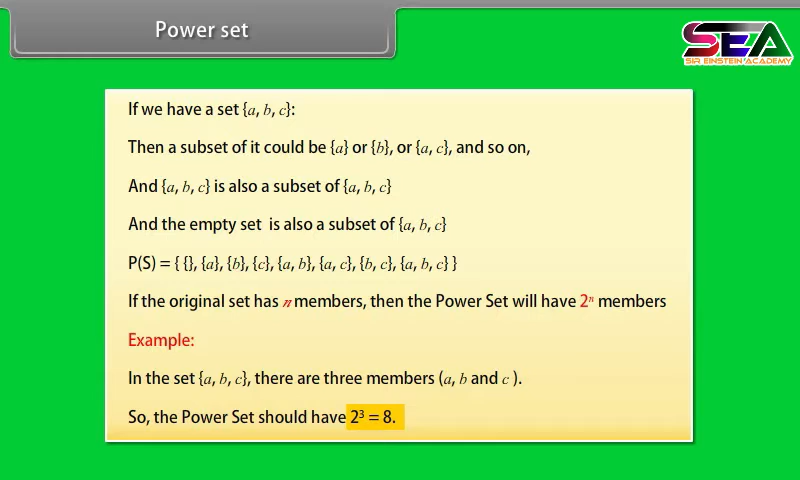 Power set
SEA
SIR EINSTEIN ACADEMY
If we have a set {a, b, c}:
Then a subset of it could be {a} or {b}, or {a, c}, and so on,
And {a, b, c} is also a subset of {a, b, c}
And the empty set is also a subset of {a, b, c}
P(S) = { {}, {a}, {b}, {c}, {a, b}, {a, c}, {b, c}, {a, b, c} }
If the original set has n members, then the Power Set will have 2ⁿ members
Example:
In the set {a, b, c}, there are three members (a, b and c ).
So, the Power Set should have 2³ = 8.